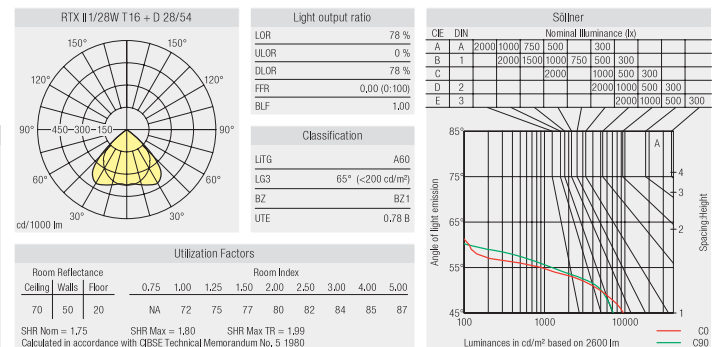 RTX II 1/28W T16 + D 28/54
150° 150°
120° 120°
90° 450 300 150 90°
60° 60°
30° 30°
cd/1000 lm
Light output ratio
LOR 78 %
ULOR 0 %
DLOR 78 %
FFR 0,00 (0:100)
BLF 1.00
Classification
LiTG A60
LG3 65° (<200 cd/m²)
BZ BZ1
UTE 0.78 B
Utilization Factors
Room Reflectance Room Index
Ceiling Walls Floor 0.75 1.00 1.25 1.50 2.00 2.50 3.00 4.00 5.00
70 50 20 NA 72 75 77 80 82 84 85 87
SHR Nom = 1,75 SHR Max = 1,80 SHR Max TR = 1,99
Calculated in accordance with CIBSE Technical Memorandum No. 5 1980
Söllner
CIE DIN Nominal Illuminance (lx)
A A 2000 1000 750 500 300
B 1 2000 1500 1000 750 500 300
C 2000 1000 500 300
D 2 2000 1000 500 300
E 3 2000 1000 500 300
85°
A
75° 4
3
65° 2
55°
45° 1
Angle of light emission
Spacing:Height
100 1000 10000
Luminances in cd/m² based on 2600 lm
C0
C90